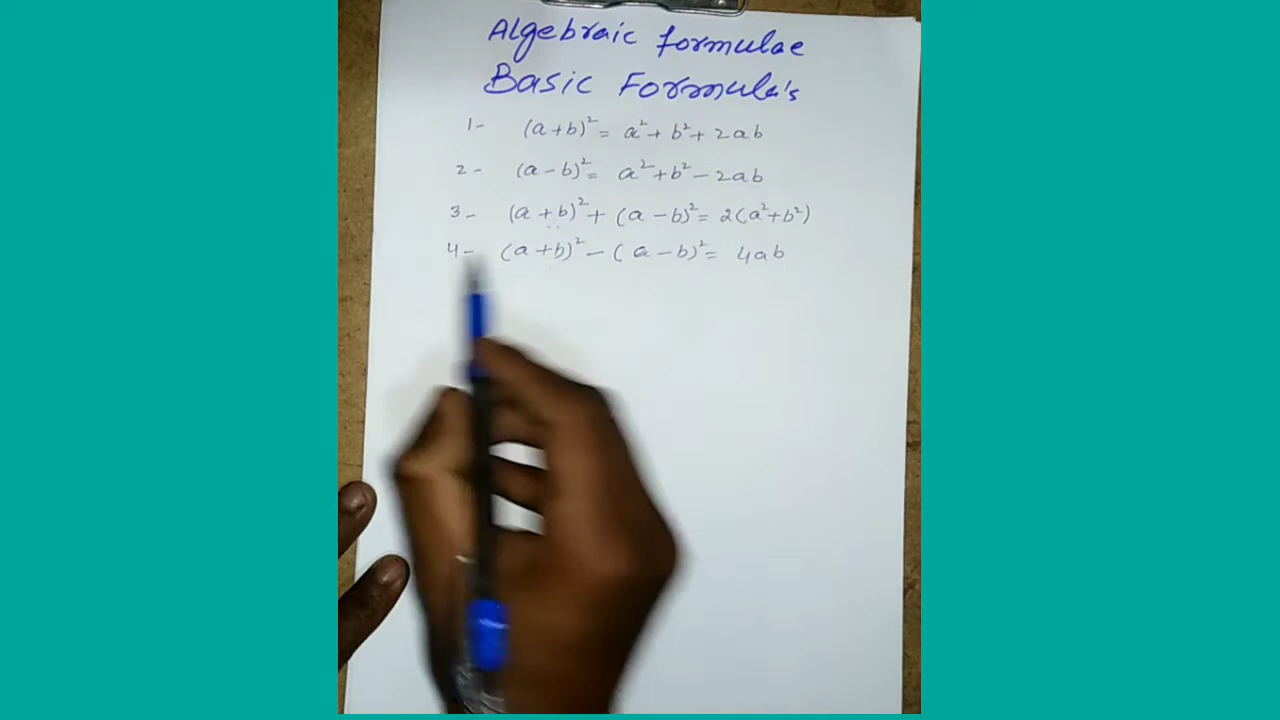 Algebraic formulae
Basic Formula's
1- (a+b)²= a²+ b²+ 2ab
2- (a-b)²= a²+b²-2ab
3- (a+b)²+ (a-b)²= 2(a²+b²)
4- (a+b)²-(a-b)²= 4ab